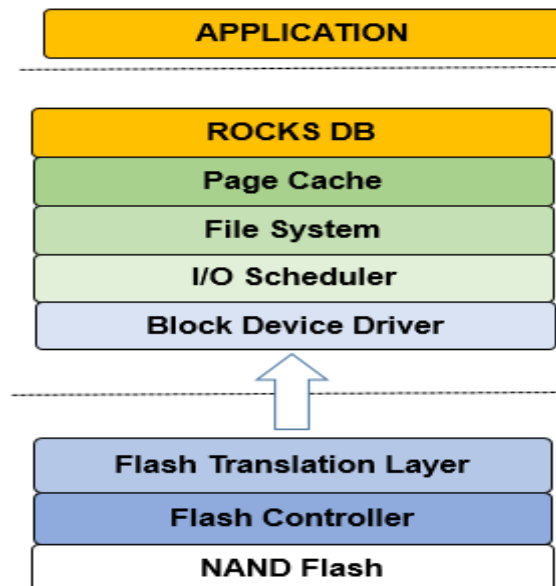 APPLICATION
ROCKS DB
Page Cache
File System
I/O Scheduler
Block Device Driver
Flash Translation Layer
Flash Controller
NAND Flash